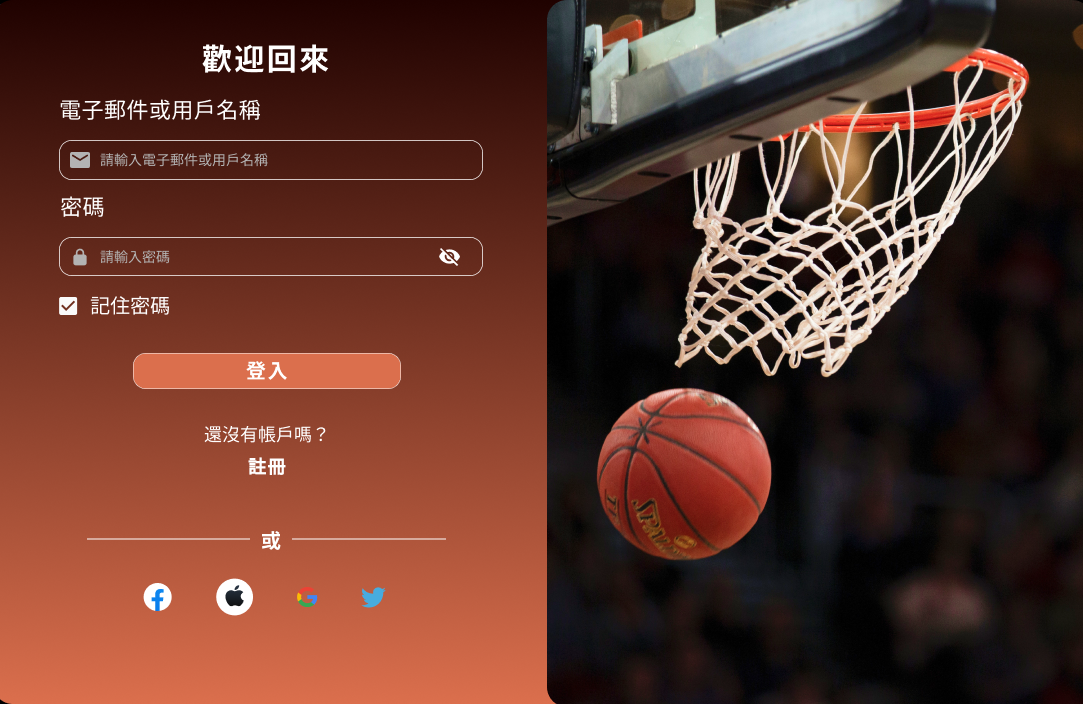 歡迎回來
電子郵件或用戶名稱
請輸入電子郵件或用戶名稱
密碼
請輸入密碼
記住密碼
登入
還沒有帳戶嗎？
註冊
或
SPALDING